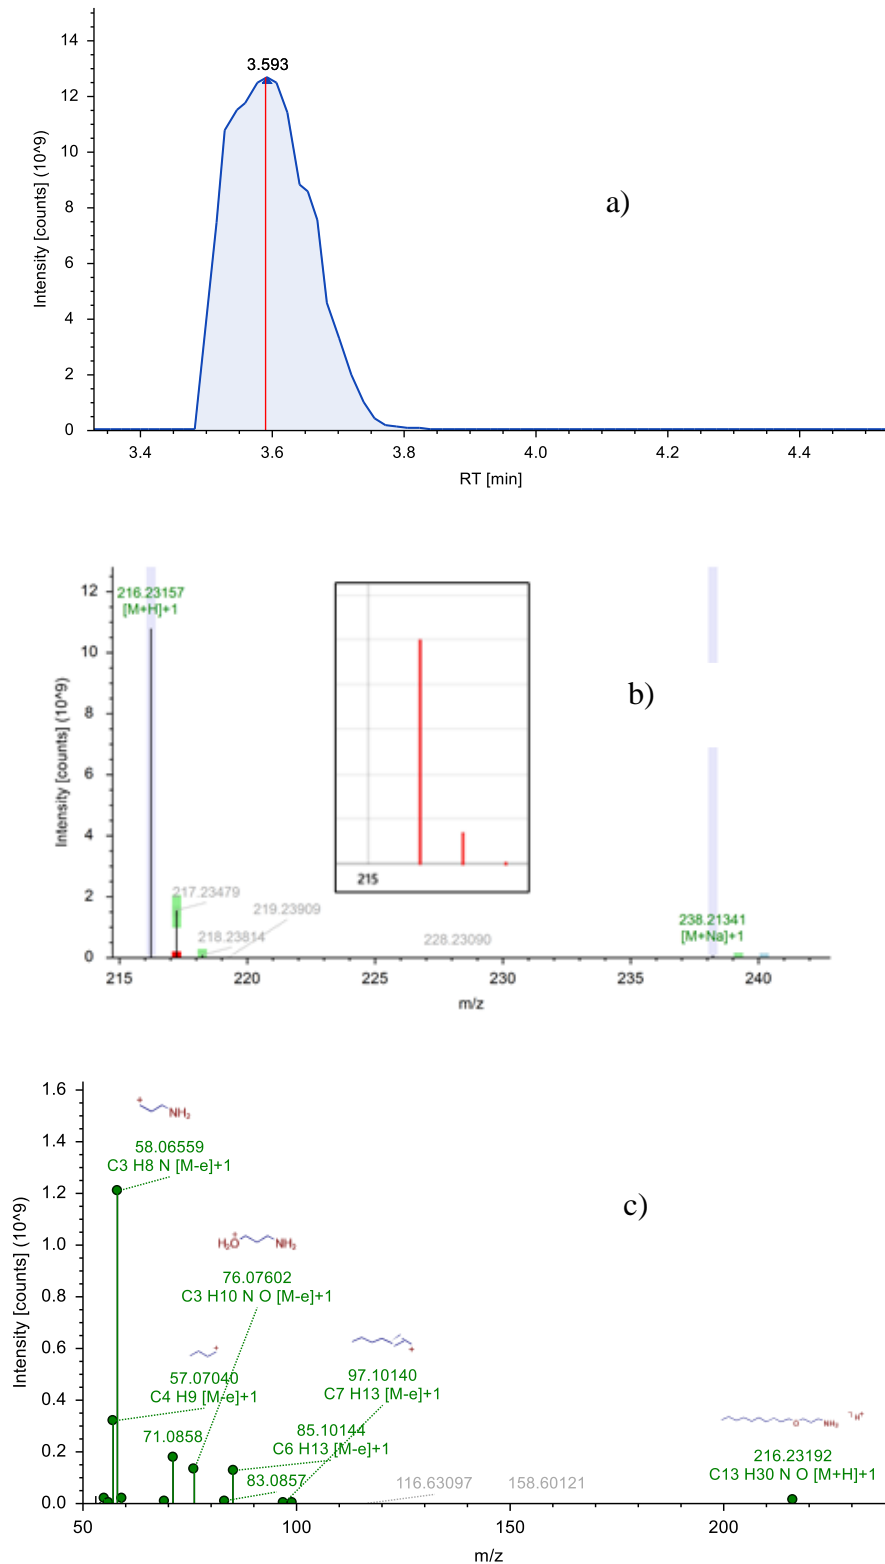 14
12
10
8
6
4
2
0
Intensity [counts] (10^9)
3.593
a)
3.4
3.6
3.8
4.0
4.2
4.4
RT [min]
12
10
8
6
4
2
0
Intensity [counts] (10^9)
216.23157
[M+H]+1
217.23479
218.23814
219.23909
228.23090
238.21341
[M+Na]+1
215
b)
215
220
225
230
235
240
m/z
1.6
1.4
1.2
1.0
0.8
0.6
0.4
0.2
0.0
Intensity [counts] (10^9)
+
NH2
58.06559
C3 H8 N [M-e]+1
c)
H2O+
NH2
76.07602
C3 H10 N O [M-e]+1
+
57.07040
C4 H9 [M-e]+1
+
97.10140
C7 H13 [M-e]+1
71.0858
85.10144
C6 H13 [M-e]+1
83.0857
116.63097
158.60121
O
NH2
H+
216.23192
C13 H30 N O [M+H]+1
50
100
150
200
m/z